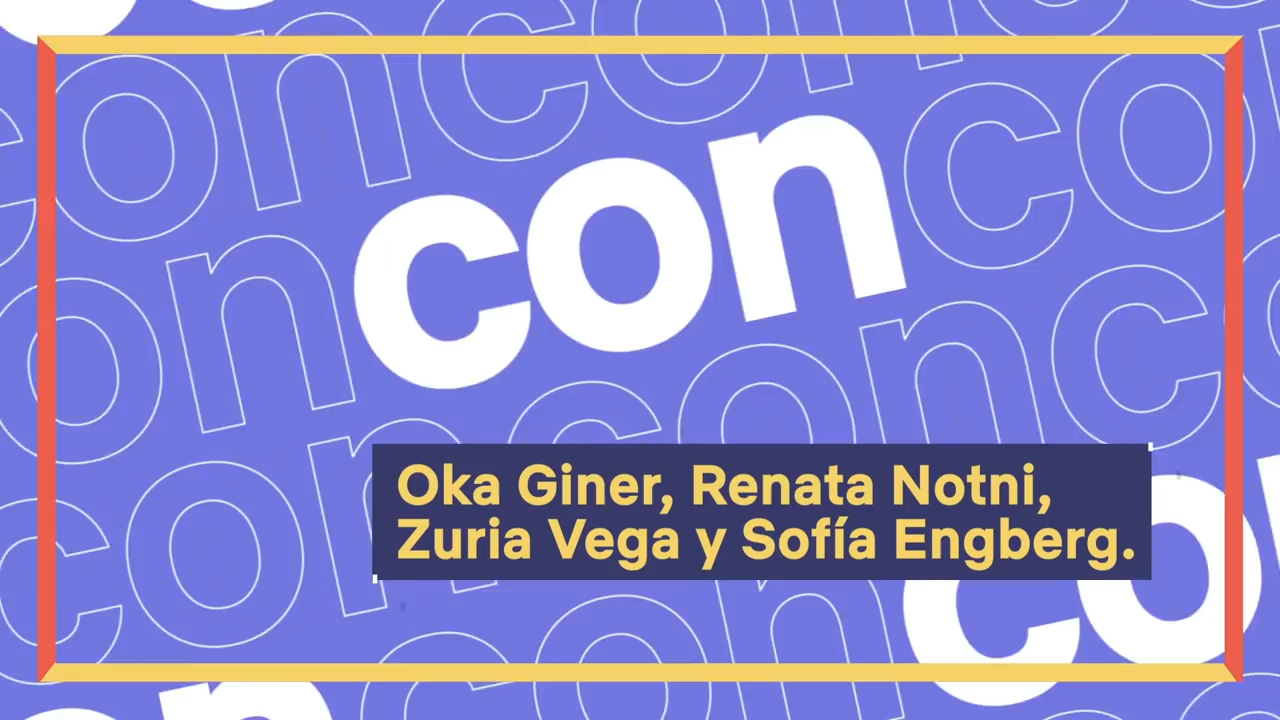 con
Oka Giner, Renata Notni,
Zuria Vega y Sofía Engberg.